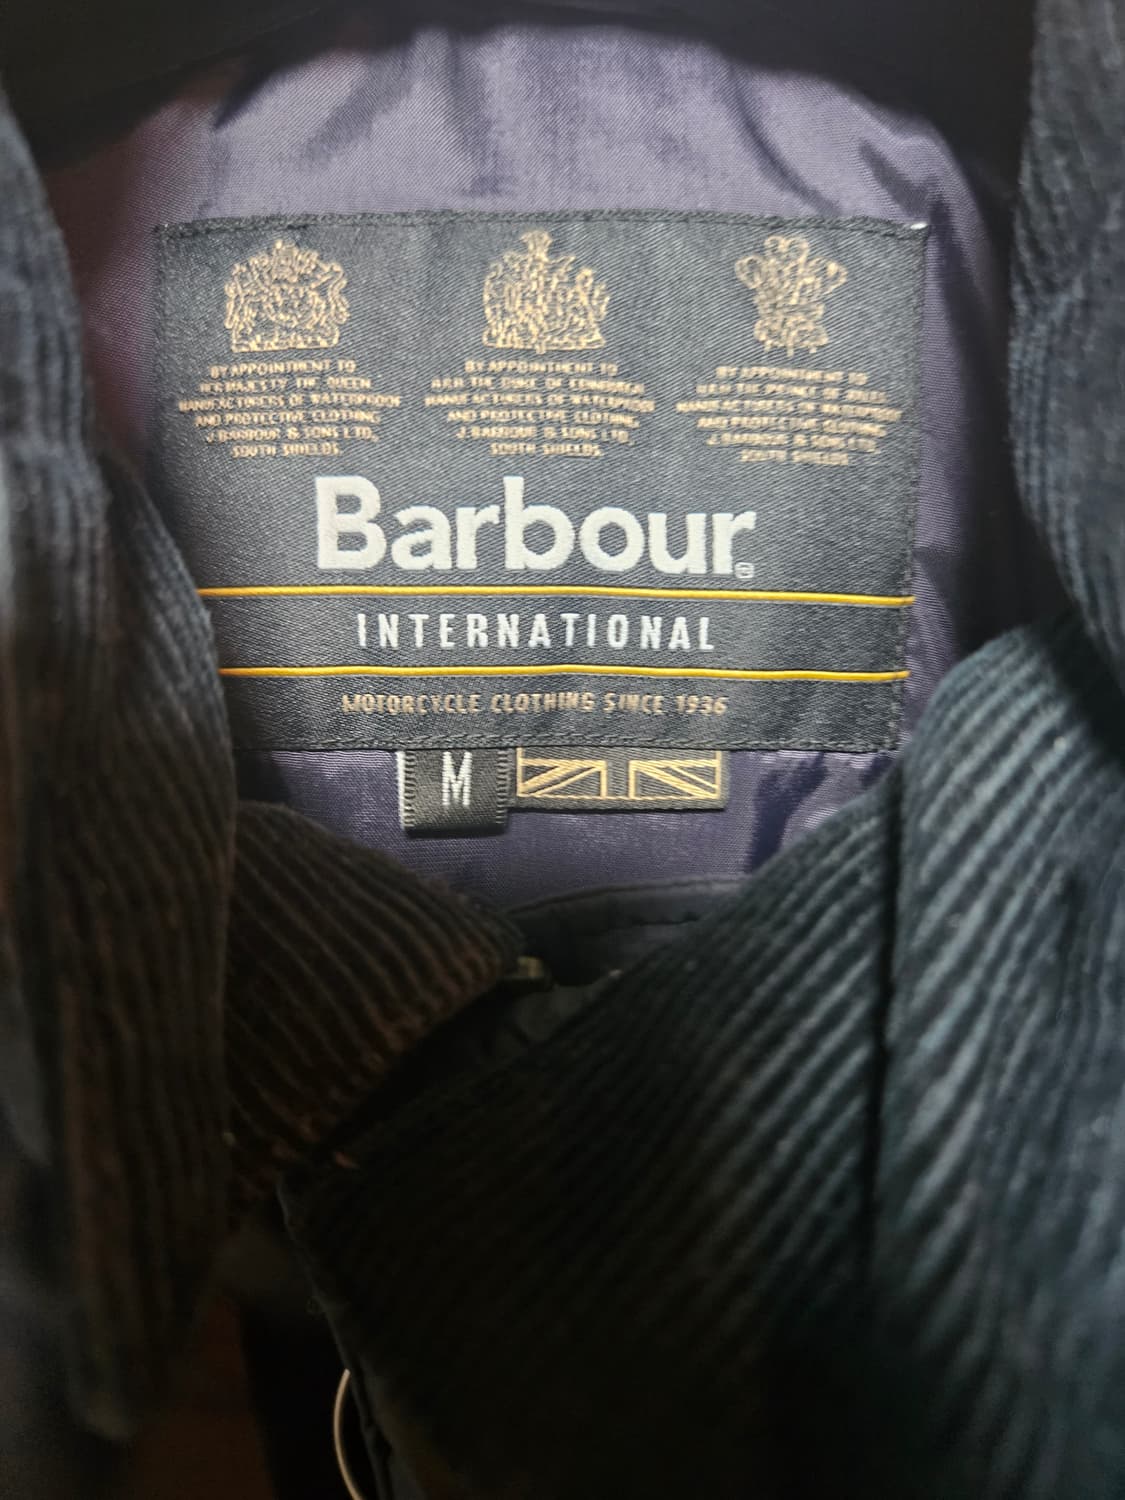 BY APPOINTMENT TO
HER MAJESTY THE QUEEN
MANUFACTURERS OF WATERPROOF
AND PROTECTIVE CLOTHING
J. BARBOUR & SONS LTD,
SOUTH SHIELDS.
BY APPOINTMENT TO
H.R.H. THE DUKE OF EDINBURGH
MANUFACTURERS OF WATERPROOF
AND PROTECTIVE CLOTHING
J. BARBOUR & SONS LTD,
SOUTH SHIELDS.
BY APPOINTMENT TO
H.R.H. THE PRINCE OF WALES
MANUFACTURERS OF WATERPROOF
AND PROTECTIVE CLOTHING
J. BARBOUR & SONS LTD,
SOUTH SHIELDS.
Barbour
INTERNATIONAL
MOTORCYCLE CLOTHING SINCE 1936
M